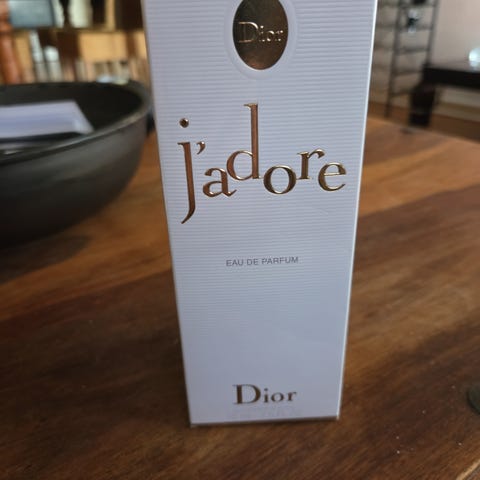 Dior
j'adore
EAU DE PARFUM
Dior